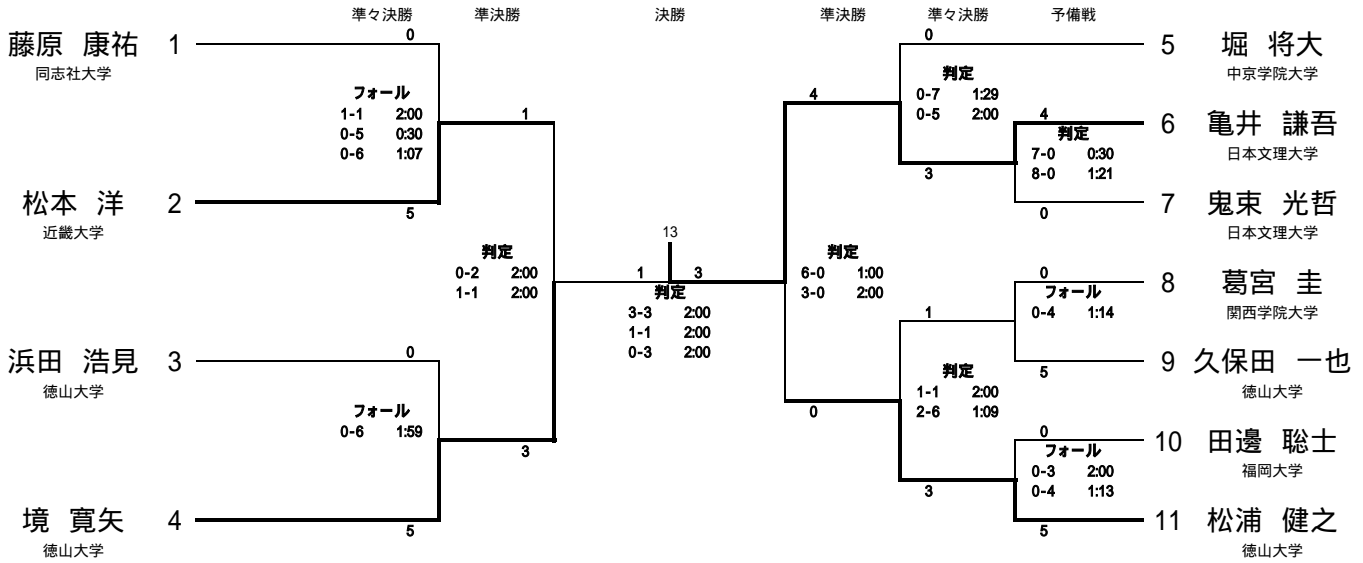 準々決勝 準決勝 決勝 準決勝 準々決勝 予備戦
藤原 康祐 1
同志社大学
0
フォール
1-1 2:00
0-5 0:30
0-6 1:07
松本 洋 2
近畿大学
5
1
判定
0-2 2:00
1-1 2:00
浜田 浩見 3
徳山大学
0
フォール
0-6 1:59
3
境 寛矢 4
徳山大学
5
13
1 3
判定
3-3 2:00
1-1 2:00
0-3 2:00
4
判定
6-0 1:00
3-0 2:00
0
0
5 堀 将大
中京学院大学
判定
0-7 1:29
0-5 2:00
3
4
6 亀井 謙吾
日本文理大学
判定
7-0 0:30
8-0 1:21
0
7 鬼束 光哲
日本文理大学
0
8 葛宮 圭
関西学院大学
フォール
0-4 1:14
1
5
9 久保田 一也
徳山大学
判定
1-1 2:00
2-6 1:09
0
10 田邊 聡士
福岡大学
フォール
0-3 2:00
0-4 1:13
3
5
11 松浦 健之
徳山大学